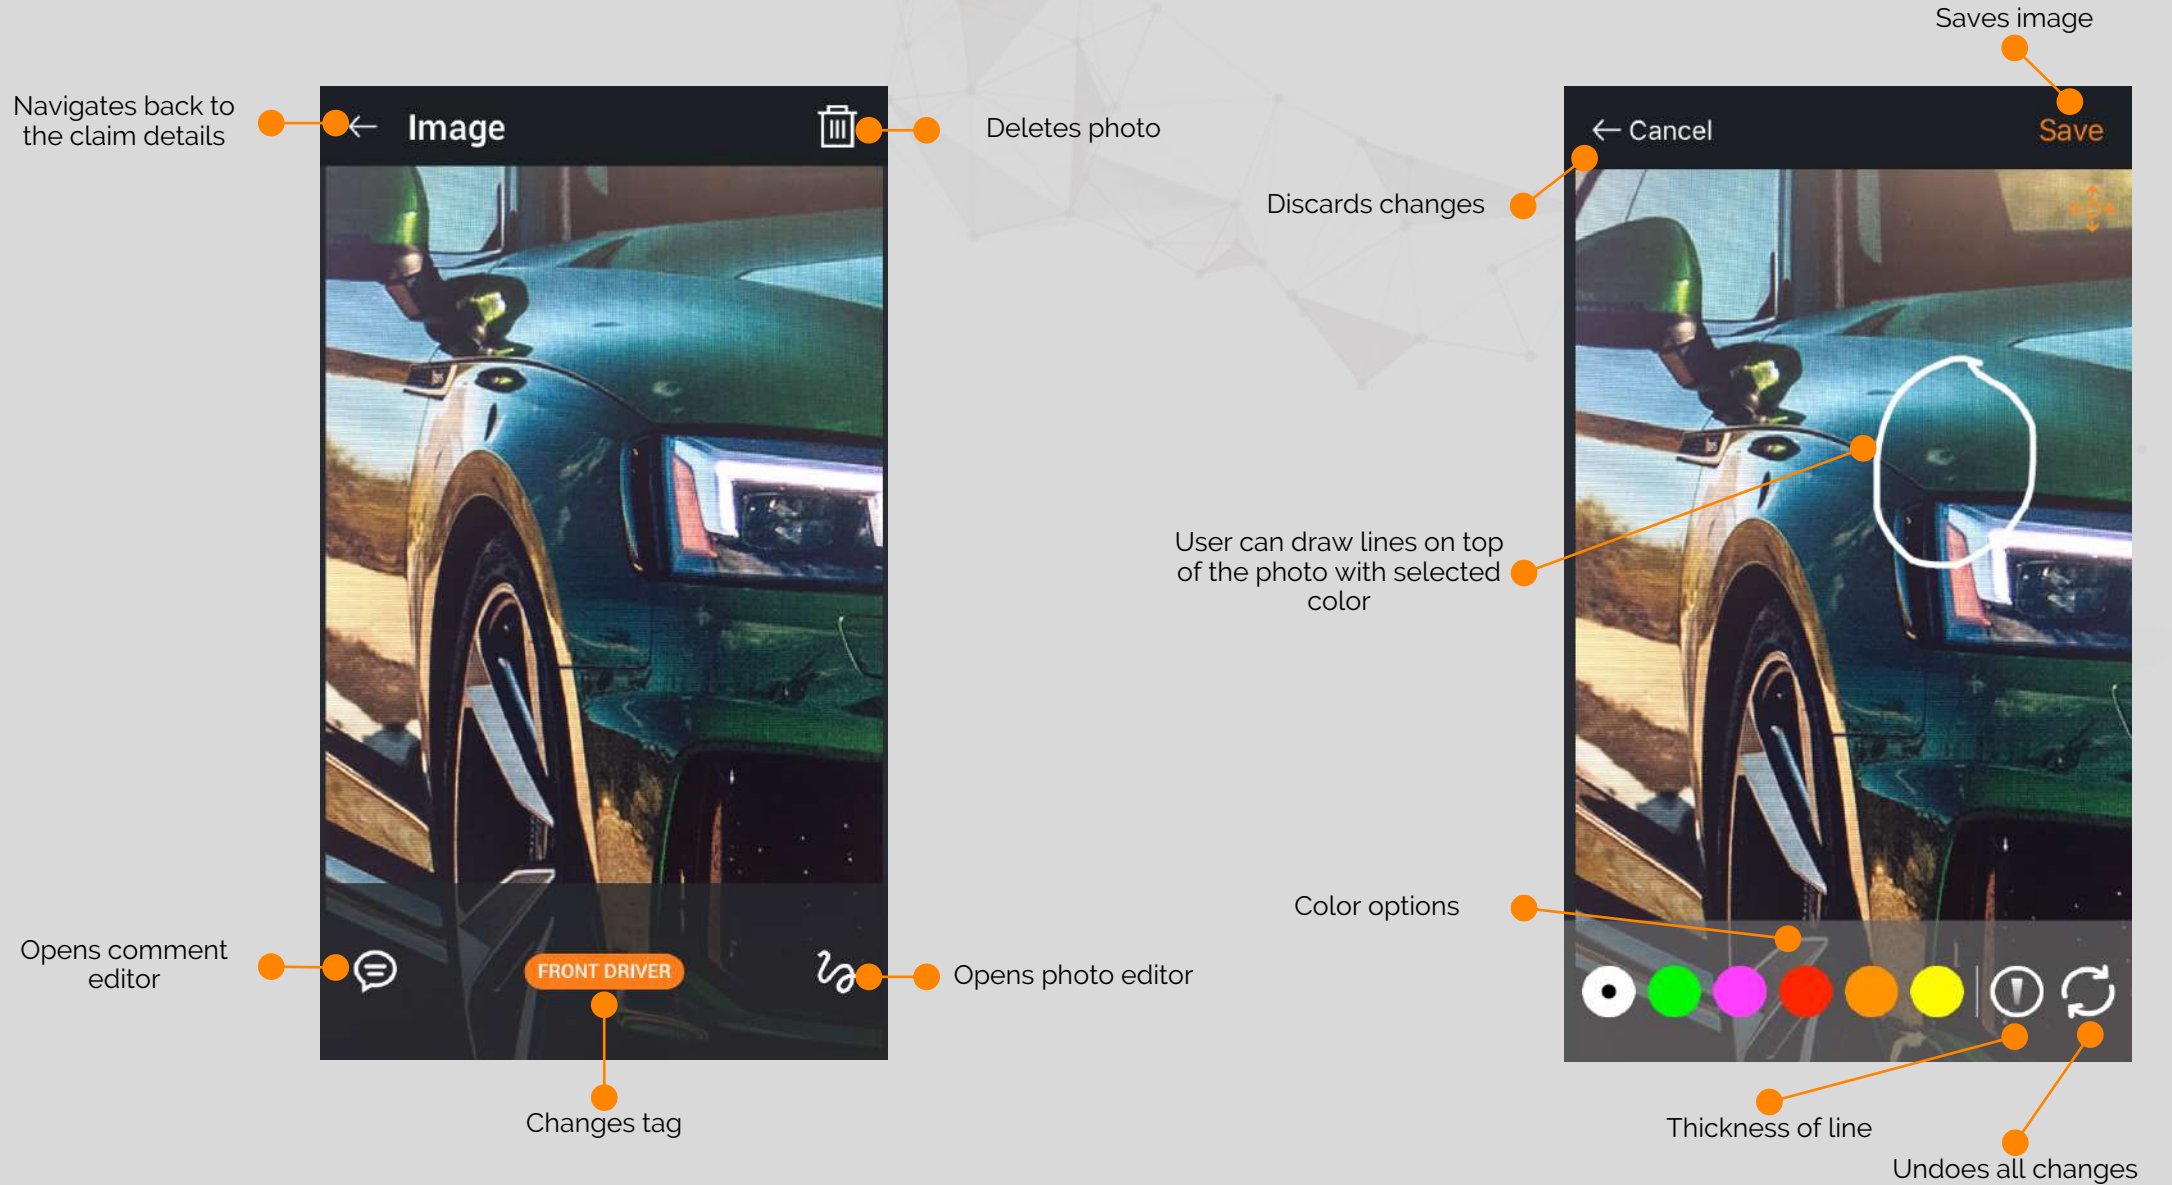 Saves image
Navigates back to
the claim details
Image
Deletes photo
Cancel
Save
Discards changes
User can draw lines on top
of the photo with selected
color
Color options
Opens comment
editor
FRONT DRIVER
Opens photo editor
Changes tag
Thickness of line
Undoes all changes